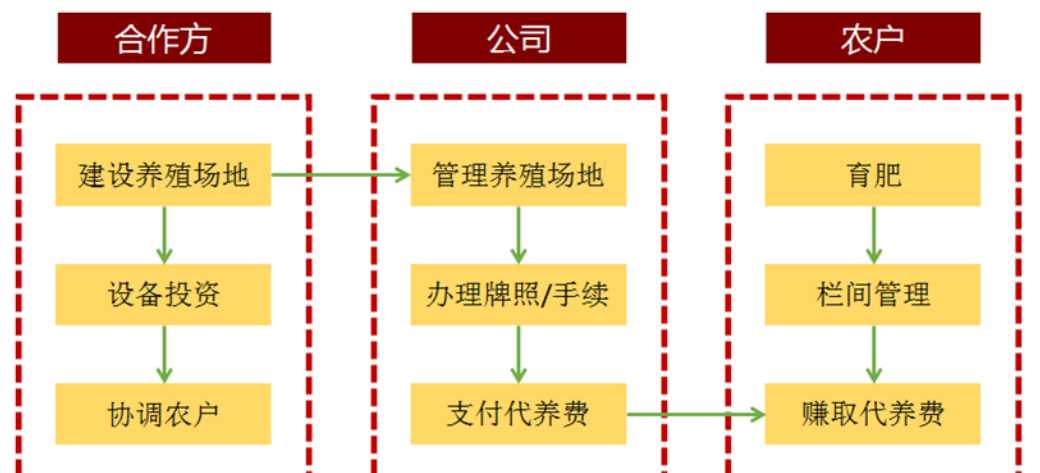 合作方
公司
农户
建设养殖场地
管理养殖场地
育肥
设备投资
办理牌照/手续
栏间管理
协调农户
支付代养费
赚取代养费